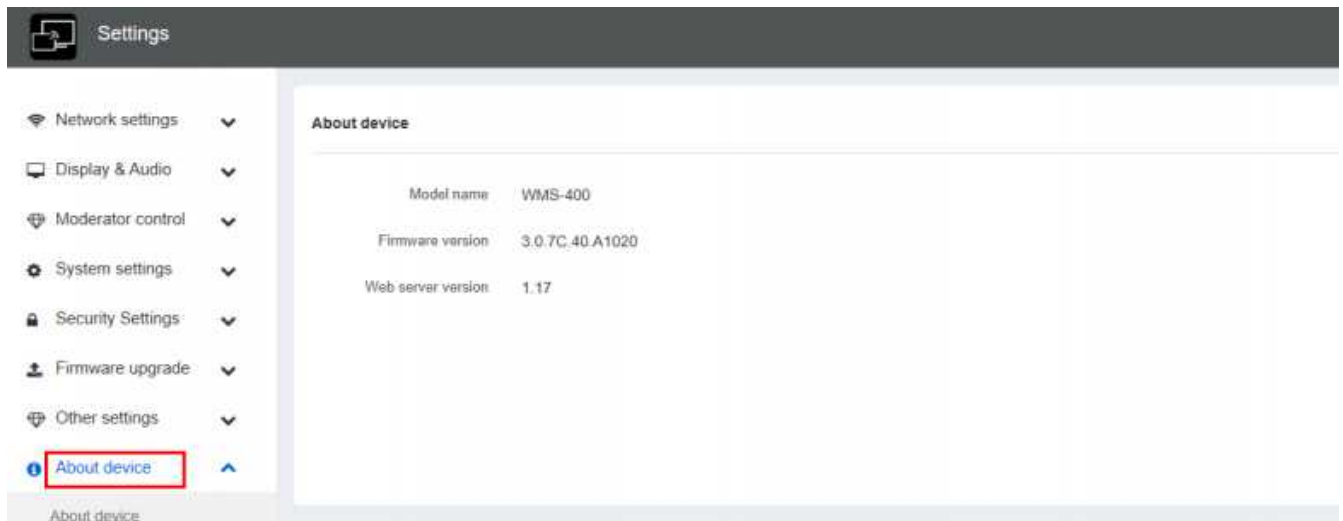 Settings
Network settings
Display & Audio
Moderator control
System settings
Security Settings
Firmware upgrade
Other settings
About device
About device
About device
Model name WMS-400
Firmware version 3.0.7C.40.A1020
Web server version 1.17